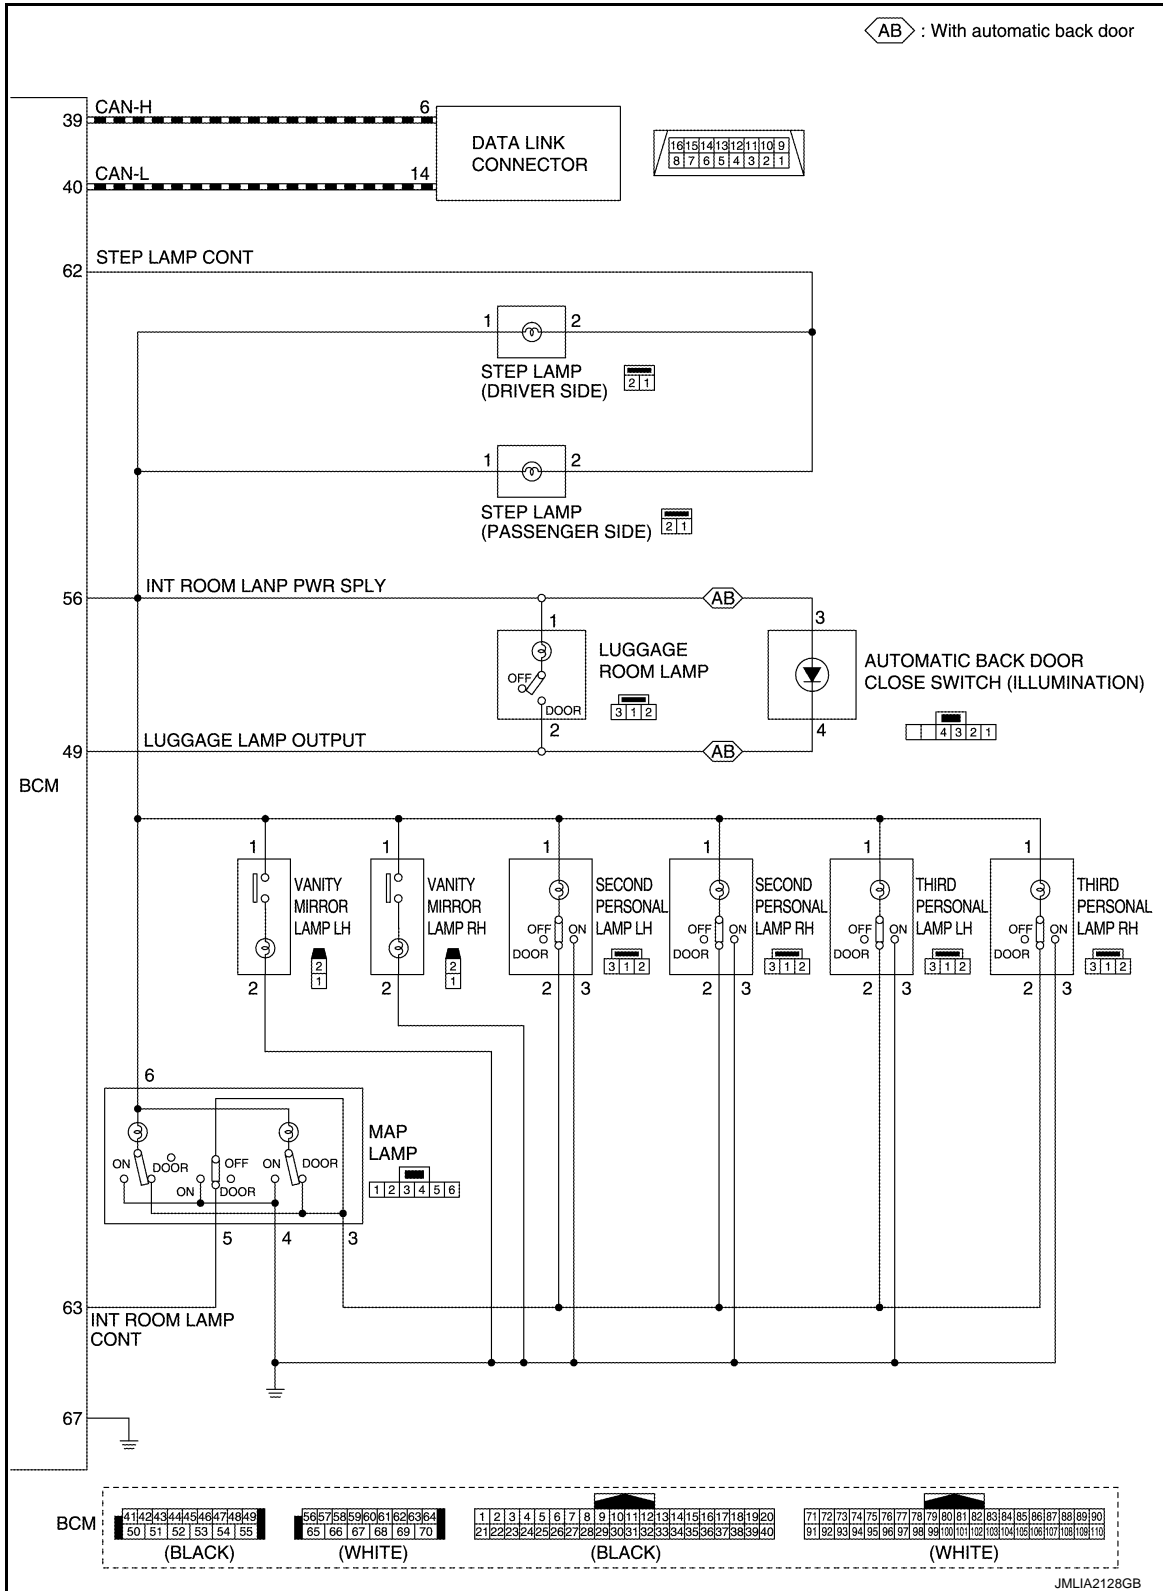 AB : With automatic back door
39 CAN-H 6
DATA LINK
CONNECTOR
16 15 14 13 12 11 10 9
8 7 6 5 4 3 2 1
40 CAN-L 14
62 STEP LAMP CONT
1 2
STEP LAMP
(DRIVER SIDE)
2 1
1 2
STEP LAMP
(PASSENGER SIDE)
2 1
56 INT ROOM LANP PWR SPLY AB
1 3
OFF
DOOR
2 4
LUGGAGE
ROOM LAMP
3 1 2
AUTOMATIC BACK DOOR
CLOSE SWITCH (ILLUMINATION)
4 3 2 1
49 LUGGAGE LAMP OUTPUT AB
BCM
1 1 1 1 1 1
VANITY
MIRROR
LAMP LH
2
1
2
VANITY
MIRROR
LAMP RH
2
1
2
SECOND
PERSONAL
LAMP LH
OFF ON
DOOR
3 1 2
2 3
SECOND
PERSONAL
LAMP RH
OFF ON
DOOR
3 1 2
2 3
THIRD
PERSONAL
LAMP LH
OFF ON
DOOR
3 1 2
2 3
THIRD
PERSONAL
LAMP RH
OFF ON
DOOR
3 1 2
2 3
6
ON DOOR OFF ON DOOR
ON DOOR
MAP
LAMP
1 2 3 4 5 6
5 4 3
63 INT ROOM LAMP
CONT
67
BCM
41 42 43 44 45 46 47 48 49
50 51 52 53 54 55
(BLACK)
56 57 58 59 60 61 62 63 64
65 66 67 68 69 70
(WHITE)
1 2 3 4 5 6 7 8 9 10 11 12 13 14 15 16 17 18 19 20
21 22 23 24 25 26 27 28 29 30 31 32 33 34 35 36 37 38 39 40
(BLACK)
71 72 73 74 75 76 77 78 79 80 81 82 83 84 85 86 87 88 89 90
91 92 93 94 95 96 97 98 99 100 101 102 103 104 105 106 107 108 109 110
(WHITE)
JMLIA2128GB